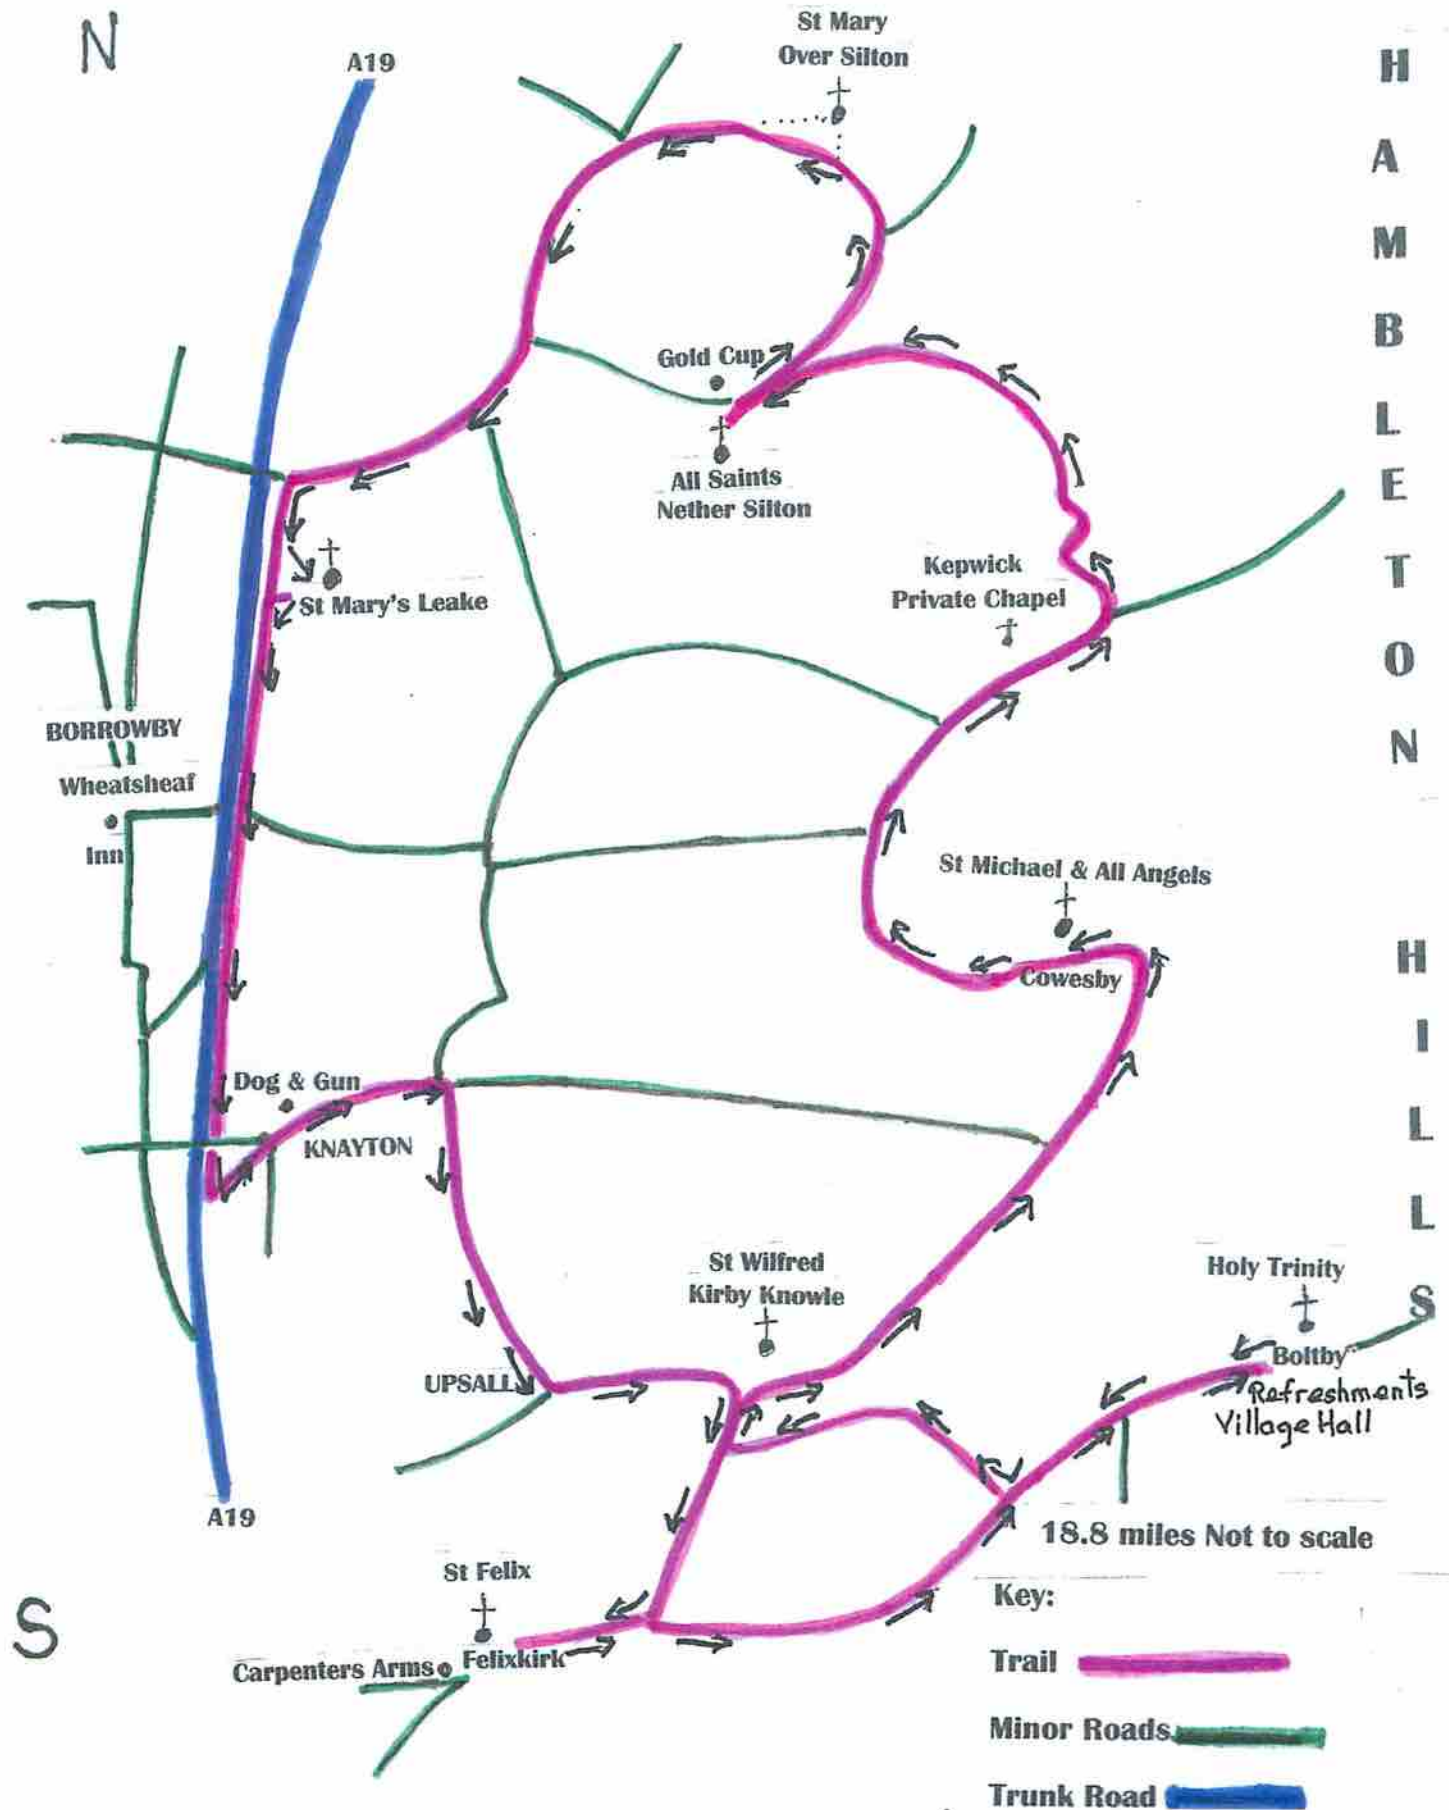 N
A19
St Mary
Over Silton
H
A
M
B
L
E
T
O
N
Gold Cup
All Saints
Nether Silton
St Mary's Leake
Kepwick
Private Chapel
BORROWBY
Wheatsheaf
Inn
St Michael & All Angels
Cowesby
H
I
L
L
S
Dog & Gun
KNAYTON
St Wilfred
Kirby Knowle
Holy Trinity
Boltby
Refreshments
Village Hall
UPSALL
A19
18.8 miles Not to scale
S
St Felix
Felixkirk
Carpenters Arms
Key:
Trail
Minor Roads
Trunk Road